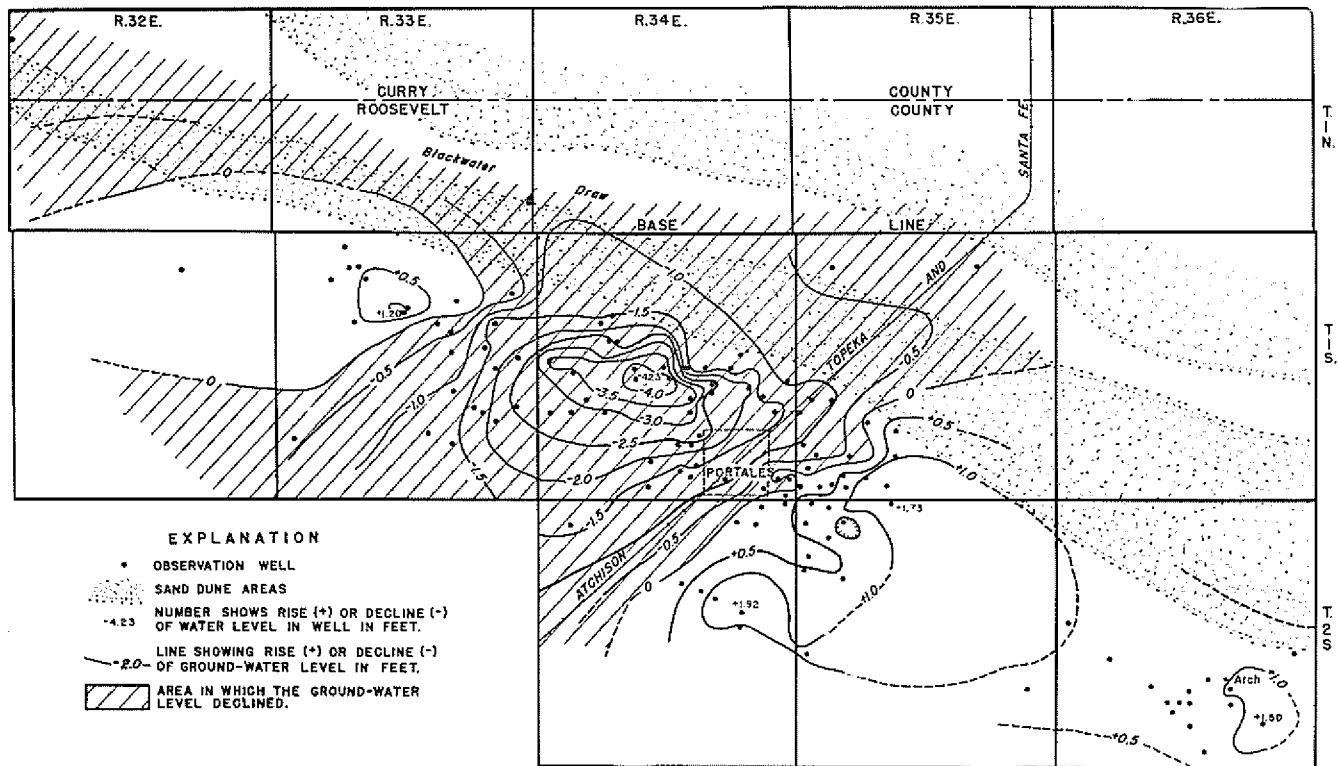 R.32E. R.33E. R.34E. R.35E. R.36E.
CURRY COUNTY
ROOSEVELT COUNTY
T.1N.
SANTA FE
Blackwater Draw
0
BASE LINE
+0.5
+1.20
-1.0
-1.5
AND
TOPEKA
T.1S.
-0.5
0
-0.5
-4.23
-4.0
-3.5
-3.0
-1.0
0
+0.5
-2.5
-1.5
-2.0
PORTALES
+1.0
-1.73
-1.5
-0.5
+0.5
ATCHISON
0
+1.92
+1.0
T.2S
Arch
+1.0
+1.50
+0.5
EXPLANATION
OBSERVATION WELL
SAND DUNE AREAS
-4.23 NUMBER SHOWS RISE (+) OR DECLINE (-)
OF WATER LEVEL IN WELL IN FEET.
-2.0- LINE SHOWING RISE (+) OR DECLINE (-)
OF GROUND-WATER LEVEL IN FEET.
AREA IN WHICH THE GROUND-WATER
LEVEL DECLINED.